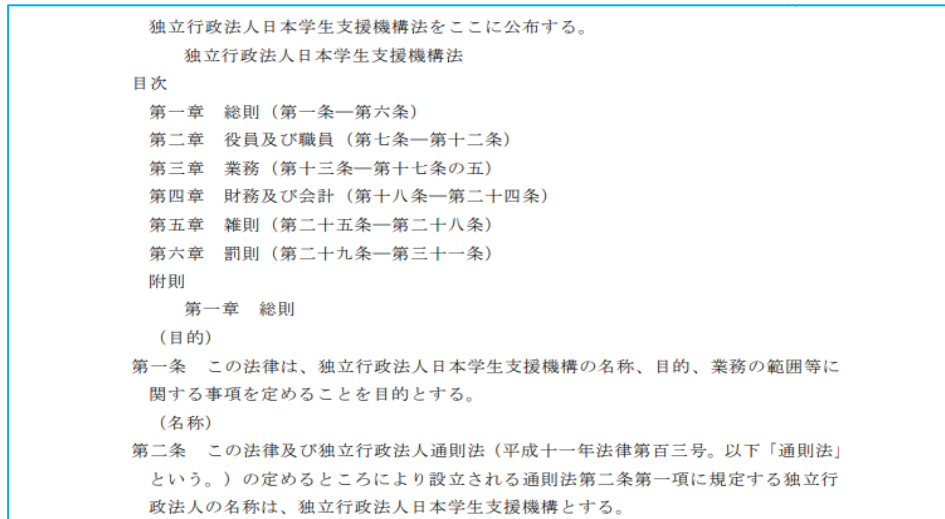 独立行政法人日本学生支援機構法をここに公布する。
独立行政法人日本学生支援機構法
目次
第一章　総則（第一条―第六条）
第二章　役員及び職員（第七条―第十二条）
第三章　業務（第十三条―第十七条の五）
第四章　財務及び会計（第十八条―第二十四条）
第五章　雑則（第二十五条―第二十八条）
第六章　罰則（第二十九条―第三十一条）
附則
第一章　総則
（目的）
第一条　この法律は、独立行政法人日本学生支援機構の名称、目的、業務の範囲等に
関する事項を定めることを目的とする。
（名称）
第二条　この法律及び独立行政法人通則法（平成十一年法律第百三号。以下「通則法」
という。）の定めるところにより設立される通則法第二条第一項に規定する独立行
政法人の名称は、独立行政法人日本学生支援機構とする。